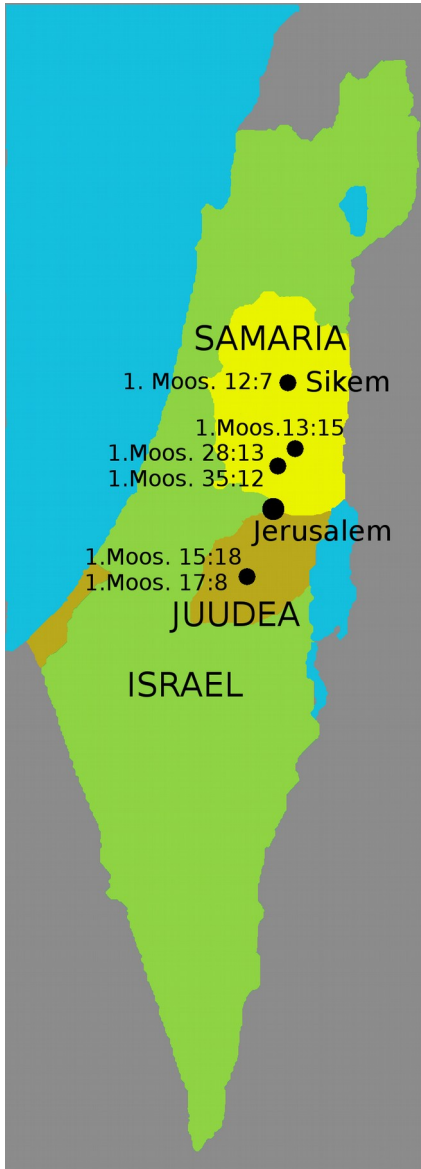 SAMARIA
1. Moos. 12:7
Sikem
1.Moos.13:15
1.Moos. 28:13
1.Moos. 35:12
Jerusalem
1.Moos. 15:18
1.Moos. 17:8
JUUDEA
ISRAEL